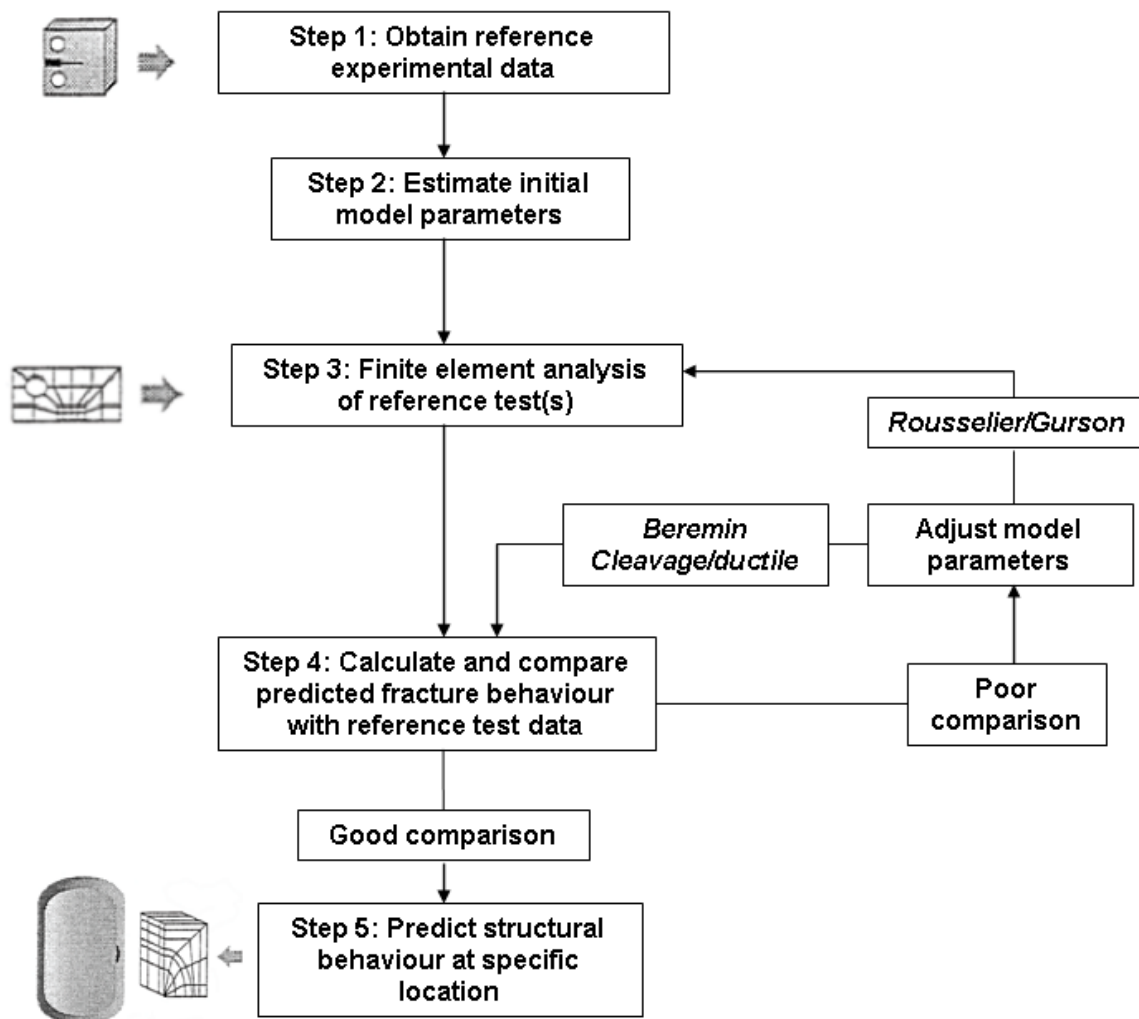 Step 1: Obtain reference
experimental data
Step 2: Estimate initial
model parameters
Step 3: Finite element analysis
of reference test(s)
Rousselier/Gurson
Beremin
Cleavage/ductile
Adjust model
parameters
Step 4: Calculate and compare
predicted fracture behaviour
with reference test data
Poor
comparison
Good comparison
Step 5: Predict structural
behaviour at specific
location